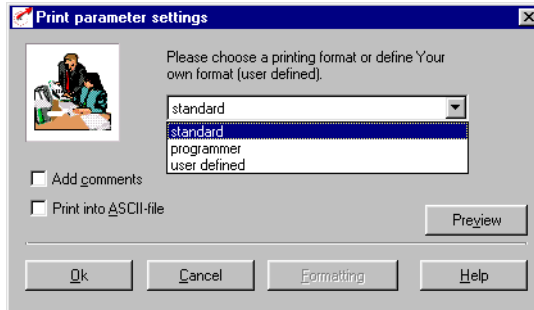 Print parameter settings
Please choose a printing format or define Your
own format (user defined).
standard
standard
programmer
user defined
Add comments
Print into ASCII-file
Preview
Ok
Cancel
Formatting
Help